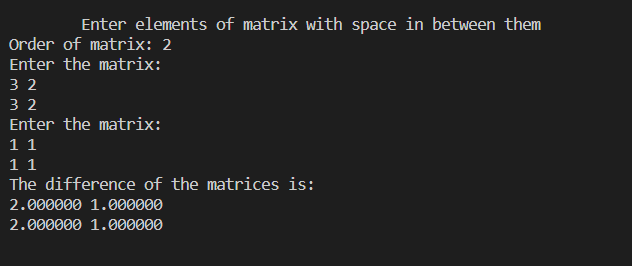 Enter elements of matrix with space in between them
Order of matrix: 2
Enter the matrix:
3 2
3 2
Enter the matrix:
1 1
1 1
The difference of the matrices is:
2.000000 1.000000
2.000000 1.000000